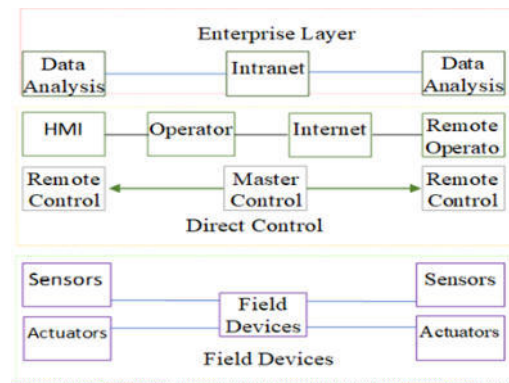 Enterprise Layer
Data Analysis
Intranet
Data Analysis
HMI
Operator
Internet
Remote Operato
Remote Control
Master Control
Remote Control
Direct Control
Sensors
Sensors
Field Devices
Actuators
Actuators
Field Devices